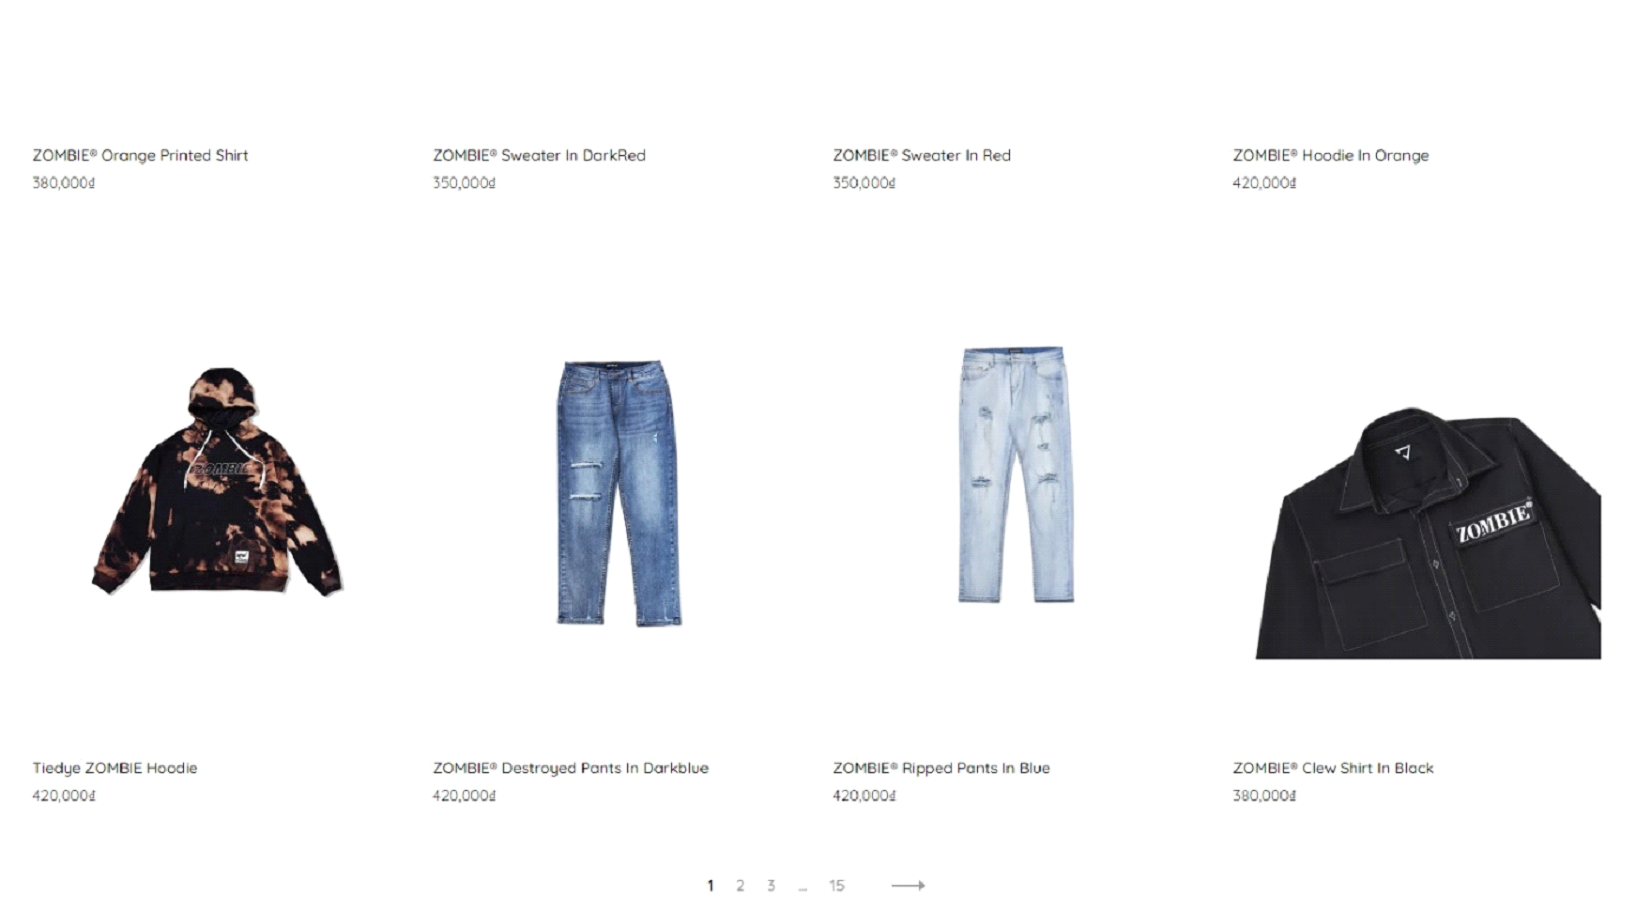 ZOMBIE® Orange Printed Shirt
380,000₫
ZOMBIE® Sweater In DarkRed
350,000₫
ZOMBIE® Sweater In Red
350,000₫
ZOMBIE® Hoodie In Orange
420,000₫
ZOMBIE
ZOMBIE®
Tiedye ZOMBIE Hoodie
420,000₫
ZOMBIE® Destroyed Pants In Darkblue
420,000₫
ZOMBIE® Ripped Pants In Blue
420,000₫
ZOMBIE® Clew Shirt In Black
380,000₫
1 2 3 … 15